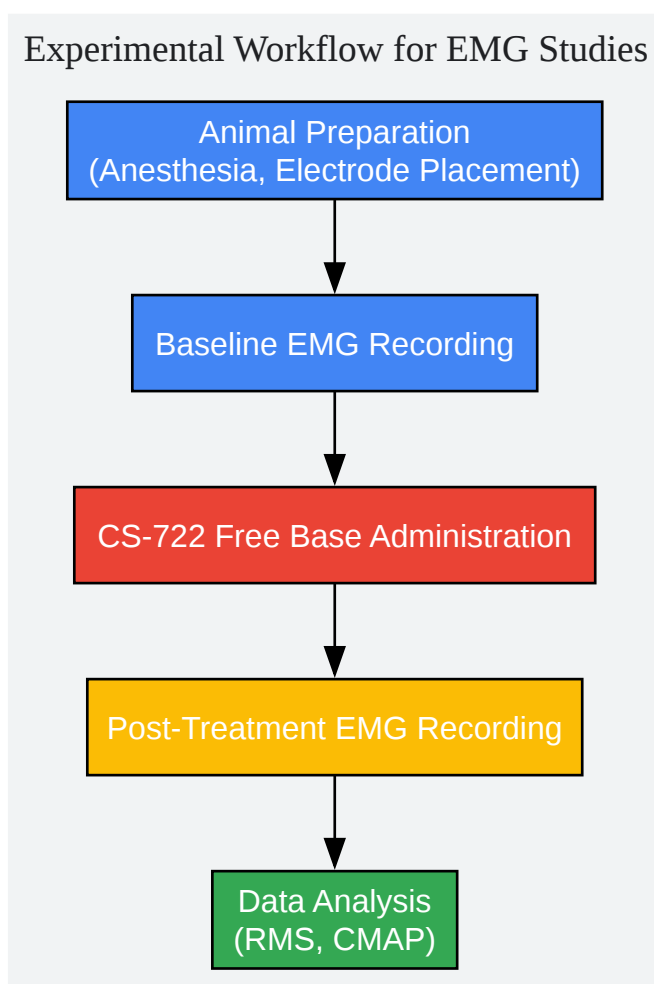 Experimental Workflow for EMG Studies
Animal Preparation
(Anesthesia, Electrode Placement)
Baseline EMG Recording
CS-722 Free Base Administration
Post-Treatment EMG Recording
Data Analysis
(RMS, CMAP)